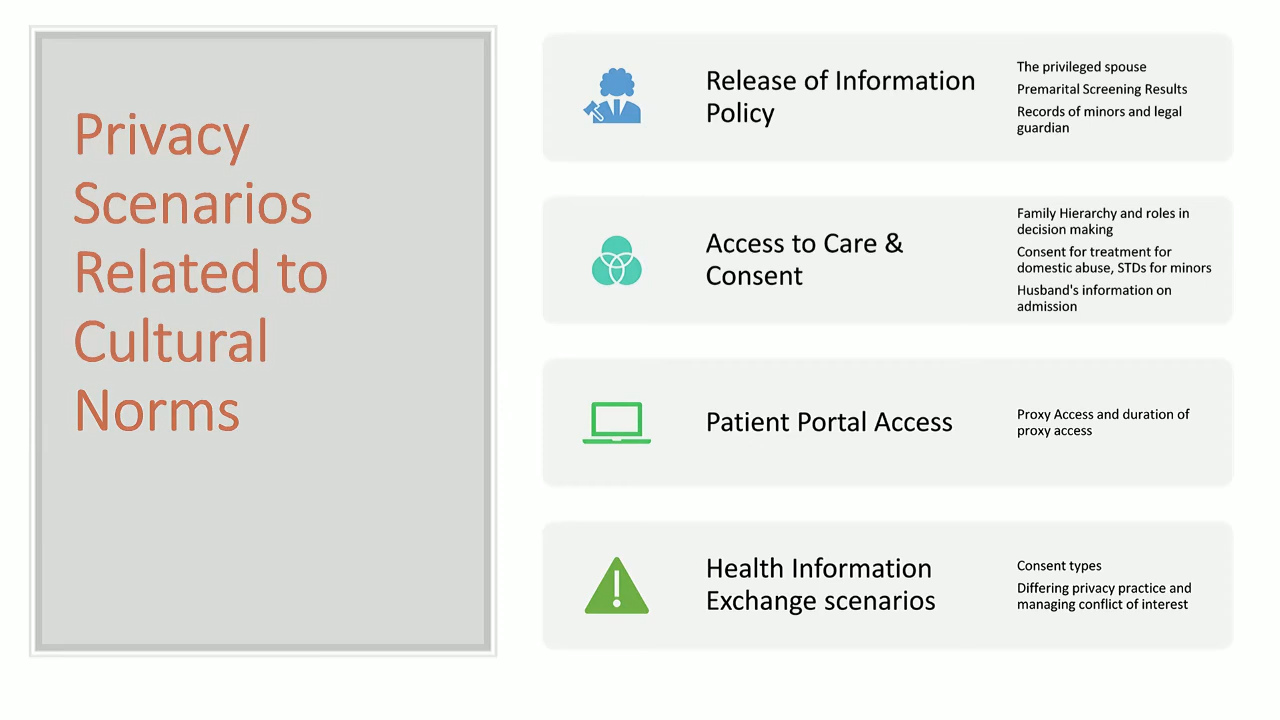 Privacy
Scenarios
Related to
Cultural
Norms
Release of Information
Policy
The privileged spouse
Premarital Screening Results
Records of minors and legal
guardian
Access to Care &
Consent
Family Hierarchy and roles in
decision making
Consent for treatment for
domestic abuse, STDs for minors
Husband's information on
admission
Patient Portal Access
Proxy Access and duration of
proxy access
Health Information
Exchange scenarios
Consent types
Differing privacy practice and
managing conflict of interest